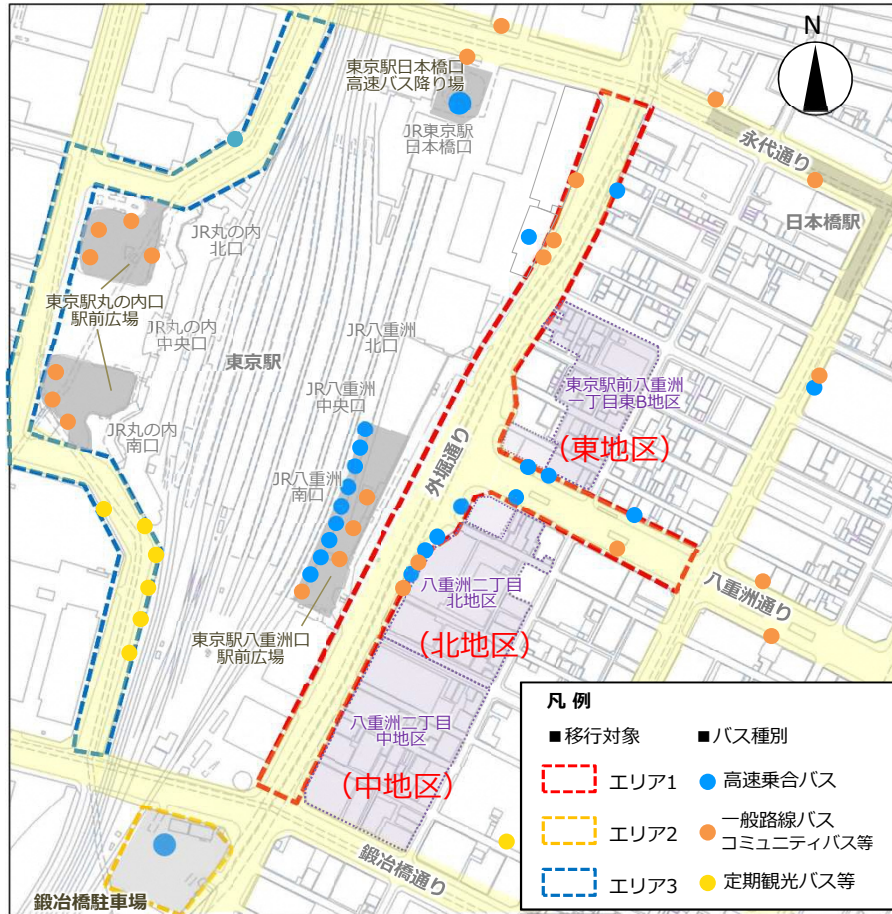 N
東京駅日本橋口
高速バス降り場
JR東京駅
日本橋口
永代通り
日本橋駅
JR丸の内
北口
東京駅丸の内口
駅前広場
JR丸の内
中央口
東京駅
JR八重洲
北口
JR八重洲
中央口
東京駅前八重洲
一丁目東B地区
(東地区)
JR丸の内
南口
JR八重洲
南口
外堀通り
八重洲二丁目
北地区
(北地区)
八重洲通り
東京駅八重洲口
駅前広場
八重洲二丁目
中地区
(中地区)
鍛冶橋通り
鍛冶橋駐車場
凡 例
■移行対象
■バス種別
エリア1
高速乗合バス
エリア2
一般路線バス
コミュニティバス等
エリア3
定期観光バス等